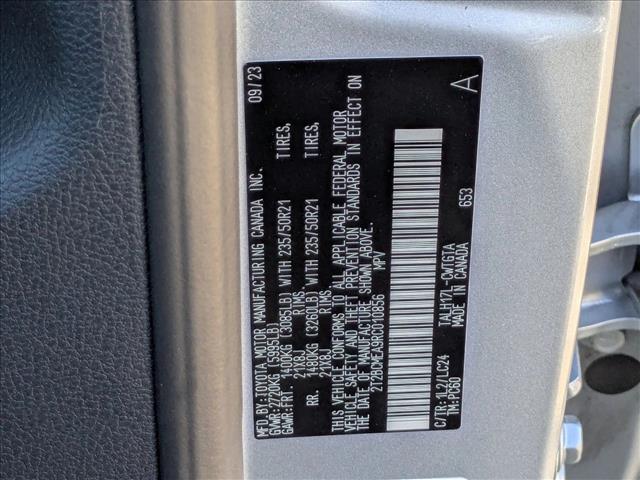 MFD. BY:TOYOTA MOTOR MANUFACTURING CANADA INC. 09/23
GVWR:2720KG (5995LB)
GAWR:FRT. 1400KG (3085LB) WITH 235/50R21 TIRES,
21X8J RIMS.
RR. 1480KG (3260LB) WITH 235/50R21 TIRES,
21X8J RIMS.
THIS VEHICLE CONFORMS TO ALL APPLICABLE FEDERAL MOTOR
VEHICLE SAFETY AND THEFT PREVENTION STANDARDS IN EFFECT ON
THE DATE OF MANUFACTURE SHOWN ABOVE.
2T2BCMEA9RC010856 MPV
C/TR:1L2/LC24 TALH17L-CWTGTA
TM:PC60 MADE IN CANADA 653 A